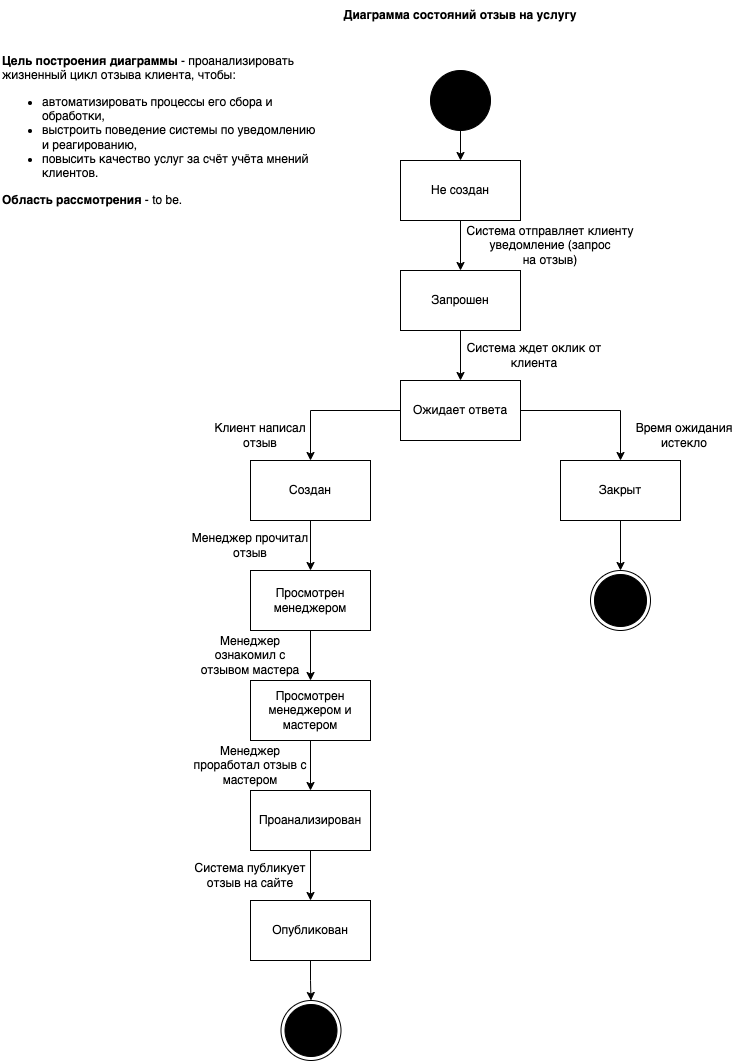 Диаграмма состояний отзыв на услугу
Цель построения диаграммы - проанализировать
жизненный цикл отзыва клиента, чтобы:
• автоматизировать процессы его сбора и
обработки,
• выстроить поведение системы по уведомлению
и реагированию,
• повысить качество услуг за счёт учёта мнений
клиентов.
Область рассмотрения - to be.
Не создан
Система отправляет клиенту
уведомление (запрос
на отзыв)
Запрошен
Система ждет оклик от
клиента
Ожидает ответа
Клиент написал
отзыв
Время ожидания
истекло
Создан
Закрыт
Менеджер прочитал
отзыв
Просмотрен
менеджером
Менеджер
ознакомил с
отзывом мастера
Просмотрен
менеджером и
мастером
Менеджер
проработал отзыв с
мастером
Проанализирован
Система публикует
отзыв на сайте
Опубликован